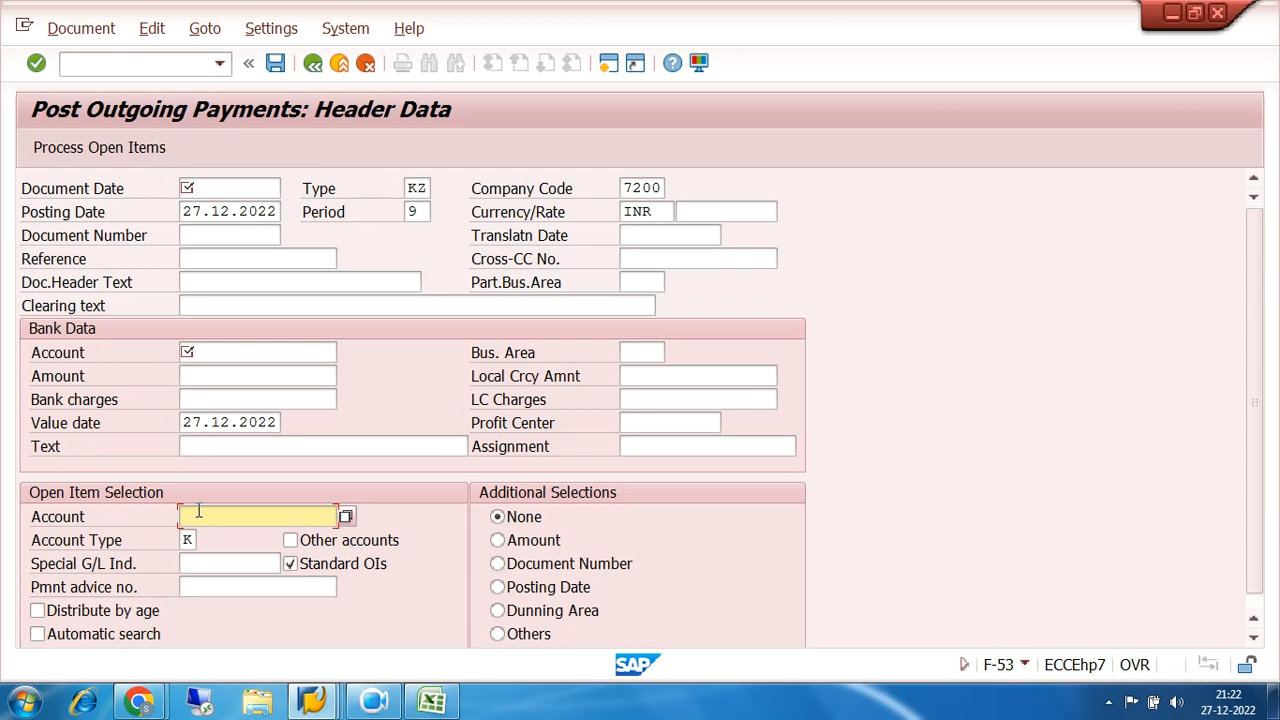 Document Edit Goto Settings System Help
Post Outgoing Payments: Header Data
Process Open Items
Document Date Type KZ Company Code 7200
Posting Date 27.12.2022 Period 9 Currency/Rate INR
Document Number Translatn Date
Reference Cross-CC No.
Doc.Header Text Part.Bus.Area
Clearing text
Bank Data
Account Bus. Area
Amount Local Crcy Amnt
Bank charges LC Charges
Value date 27.12.2022 Profit Center
Text Assignment
Open Item Selection Additional Selections
Account None
Account Type K Other accounts Amount
Special G/L Ind. Standard OIs Document Number
Pmnt advice no. Posting Date
Distribute by age Dunning Area
Automatic search Others
SAP F-53 ECCEhp7 OVR
21:22
27-12-2022